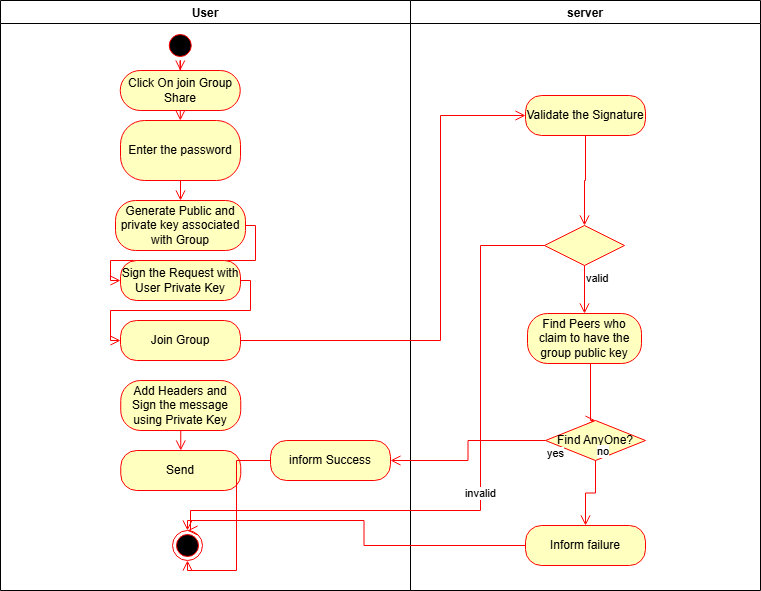 User
server
Click On join Group
Share
Enter the password
Generate Public and
private key associated
with Group
Sign the Request with
User Private Key
Join Group
Add Headers and
Sign the message
using Private Key
Send
inform Success
Validate the Signature
valid
Find Peers who
claim to have the
group public key
Find AnyOne?
yes
no
invalid
Inform failure